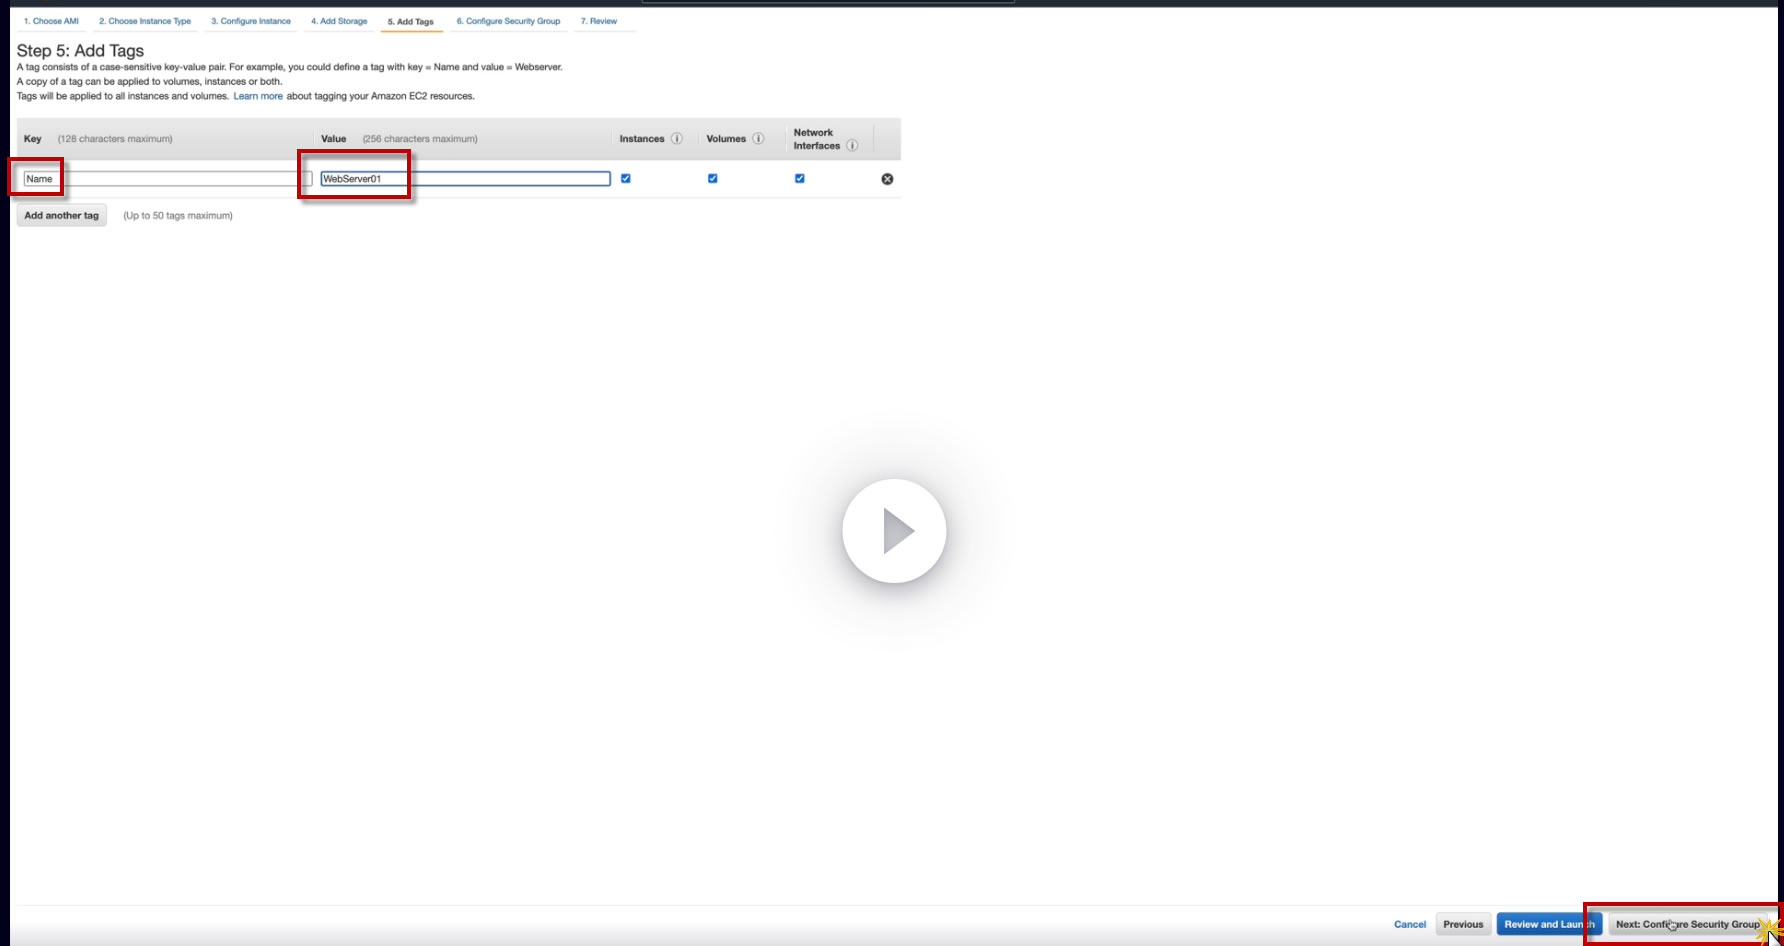 1. Choose AMI 2. Choose Instance Type 3. Configure Instance 4. Add Storage 5. Add Tags 6. Configure Security Group 7. Review
Step 5: Add Tags
A tag consists of a case-sensitive key-value pair. For example, you could define a tag with key = Name and value = Webserver.
A copy of a tag can be applied to volumes, instances or both.
Tags will be applied to all instances and volumes. Learn more about tagging your Amazon EC2 resources.
Key (128 characters maximum) Value (256 characters maximum) Instances i Volumes i Network Interfaces i
Name WebServer01
Add another tag (Up to 50 tags maximum)
Cancel Previous Review and Launch Next: Configure Security Group